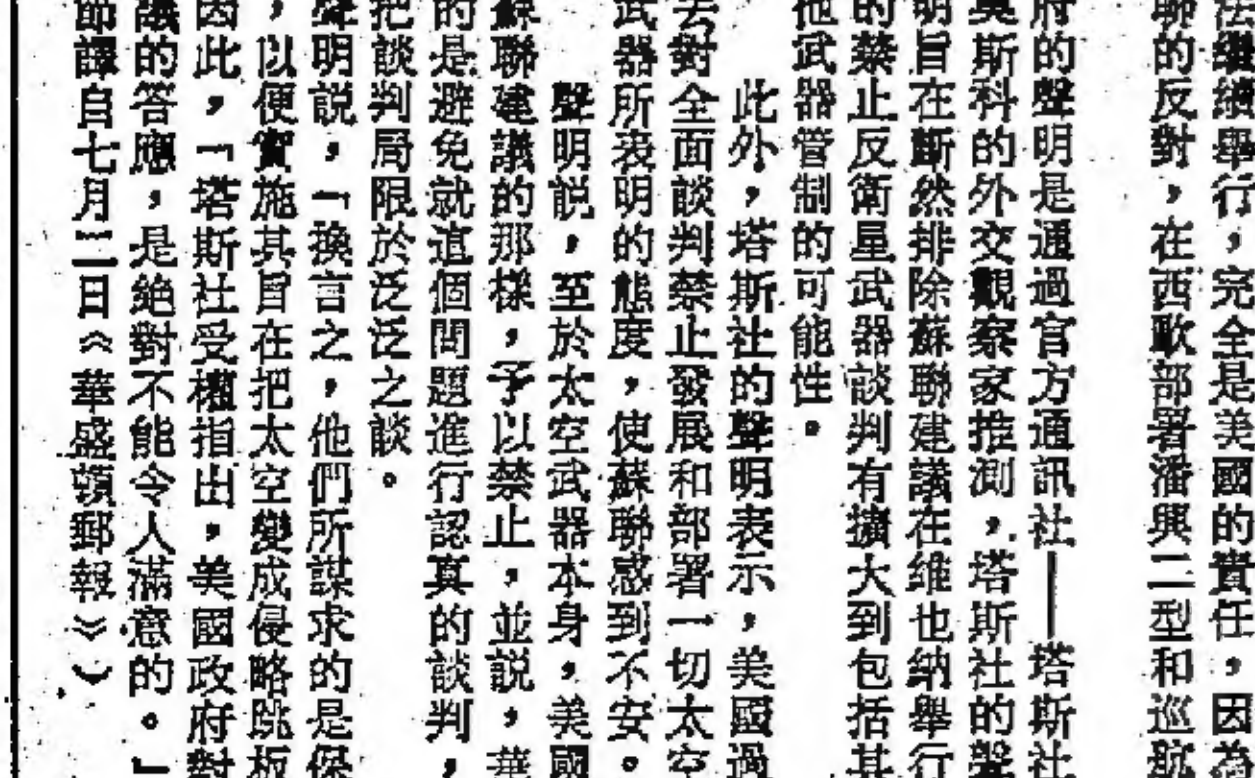 法繼續舉行，完全是美國的責任，因為
聯的反對，在西歐部署潘興二型和巡航
府的聲明是通過官方通訊社——塔斯社
莫斯科的外交觀察家推測，塔斯社的聲
明旨在斷然排除蘇聯建議在維也納舉行
的禁止反衛星武器談判有擴大到包括其
他武器管制的可能性。
此外，塔斯社的聲明表示，美國過
去對全面談判禁止發展和部署一切太空
武器所表明的態度，使蘇聯感到不安。
聲明說，至於太空武器本身，美國
蘇聯建議的那樣，予以禁止，並說，華
的是避免就這個問題進行認真的談判，
把談判局限於泛泛之談。
聲明說，「換言之，他們所謀求的是保
，以便實施其旨在把太空變成侵略跳板
因此，「塔斯社受權指出，美國政府對
議的答應，是絕對不能令人滿意的。」
節譯自七月二日《華盛頓郵報》）